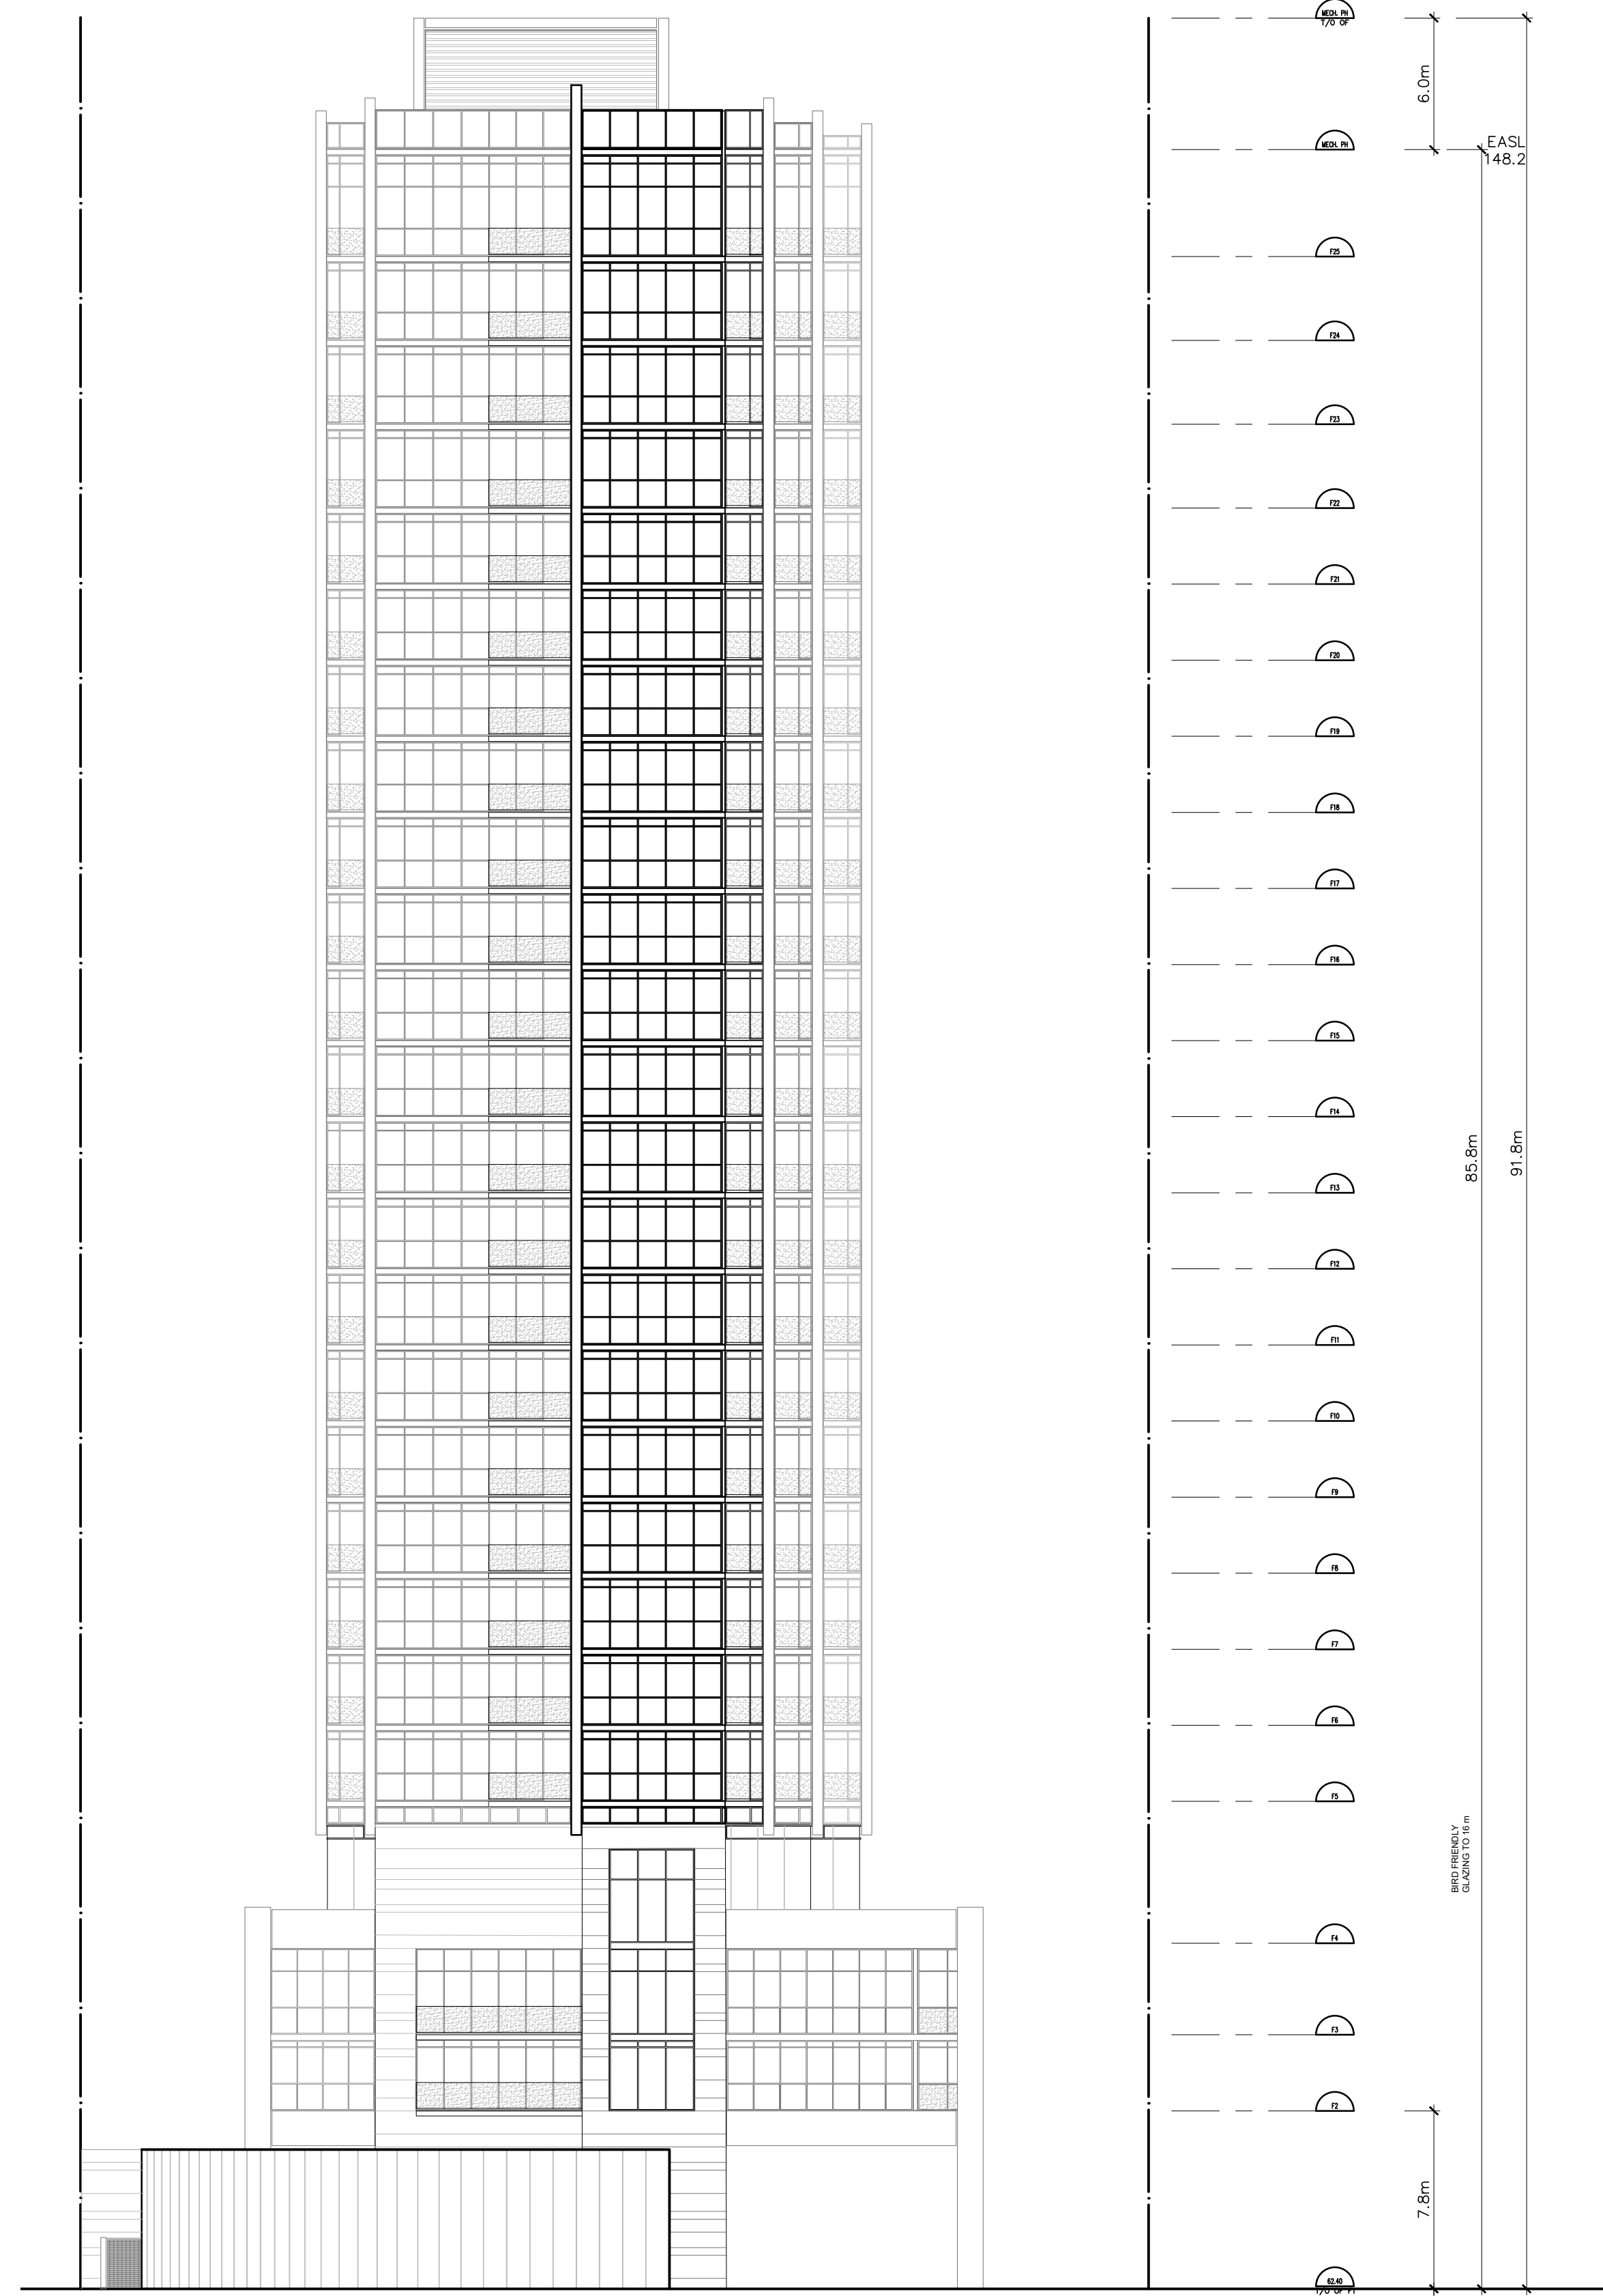 MECH. PH
T/O OF
6.0m
MECH. PH
EASL
148.2
F25
F24
F23
F22
F21
F20
F19
F18
F17
F16
F15
F14
85.8m
91.8m
F13
F12
F11
F10
F9
F8
F7
F6
F5
BIRD FRIENDLY
GLAZING TO 16 m
F4
F3
F2
7.8m
62.40
T/O OF F1